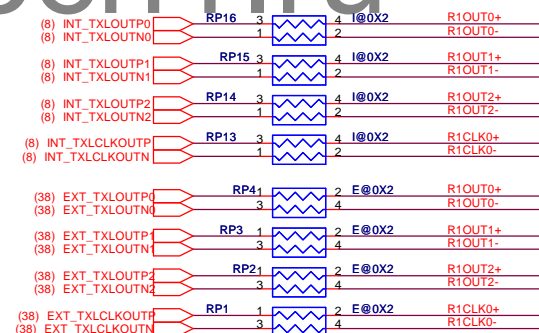 (8) INT_TXLOUTP0 RP16 3 4 I@0X2 R1OUT0+
(8) INT_TXLOUTN0 1 2 R1OUT0-
(8) INT_TXLOUTP1 RP15 3 4 I@0X2 R1OUT1+
(8) INT_TXLOUTN1 1 2 R1OUT1-
(8) INT_TXLOUTP2 RP14 3 4 I@0X2 R1OUT2+
(8) INT_TXLOUTN2 1 2 R1OUT2-
(8) INT_TXLCLKOUTP RP13 3 4 I@0X2 R1CLK0+
(8) INT_TXLCLKOUTN 1 2 R1CLK0-
(38) EXT_TXLOUTP0 RP4 1 2 E@0X2 R1OUT0+
(38) EXT_TXLOUTN0 3 4 R1OUT0-
(38) EXT_TXLOUTP1 RP3 1 2 E@0X2 R1OUT1+
(38) EXT_TXLOUTN1 3 4 R1OUT1-
(38) EXT_TXLOUTP2 RP2 1 2 E@0X2 R1OUT2+
(38) EXT_TXLOUTN2 3 4 R1OUT2-
(38) EXT_TXLCLKOUTP RP1 1 2 E@0X2 R1CLK0+
(38) EXT_TXLCLKOUTN 3 4 R1CLK0-